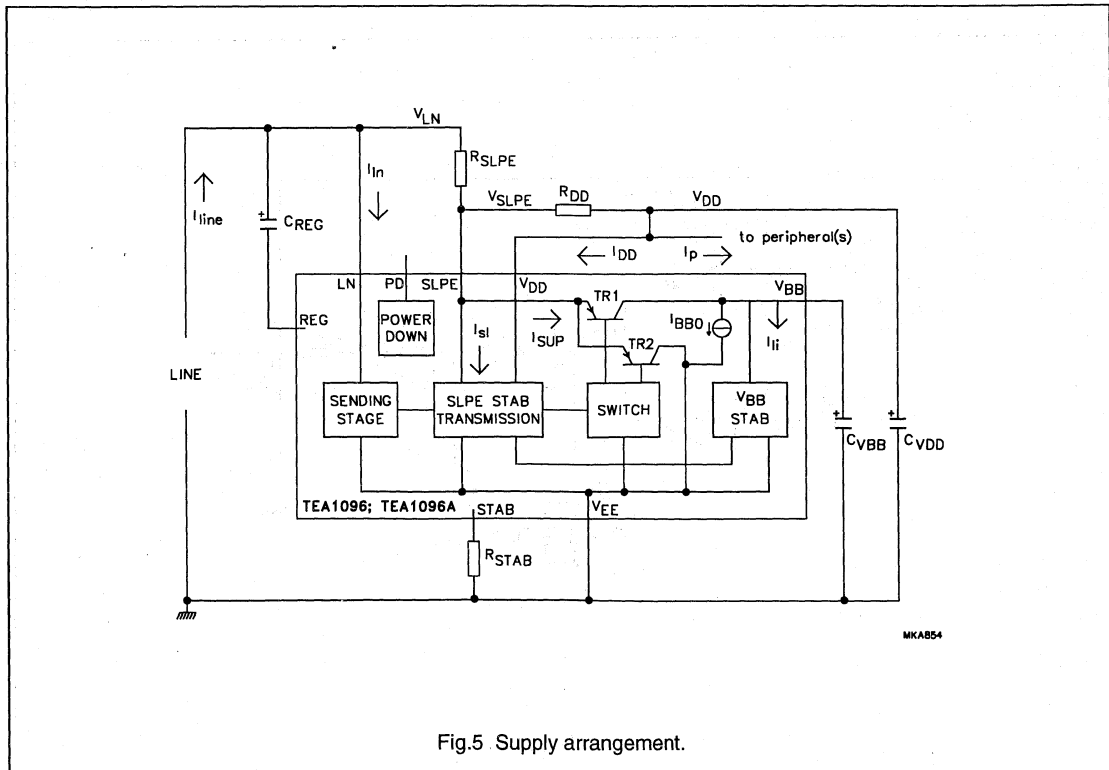 VLN
RSLPE
Iln
VSLPE
RDD
VDD
Iline
CREG
to peripheral(s)
IDD
Ip
LN
PD
SLPE
VDD
TR1
VBB
REG
POWER
DOWN
Isl
ISUP
TR2
IBBO
Ili
LINE
SENDING
STAGE
SLPE STAB
TRANSMISSION
SWITCH
VBB
STAB
CVBB
CVDD
TEA1096; TEA1096A
STAB
VEE
RSTAB
MKA854
Fig.5 Supply arrangement.